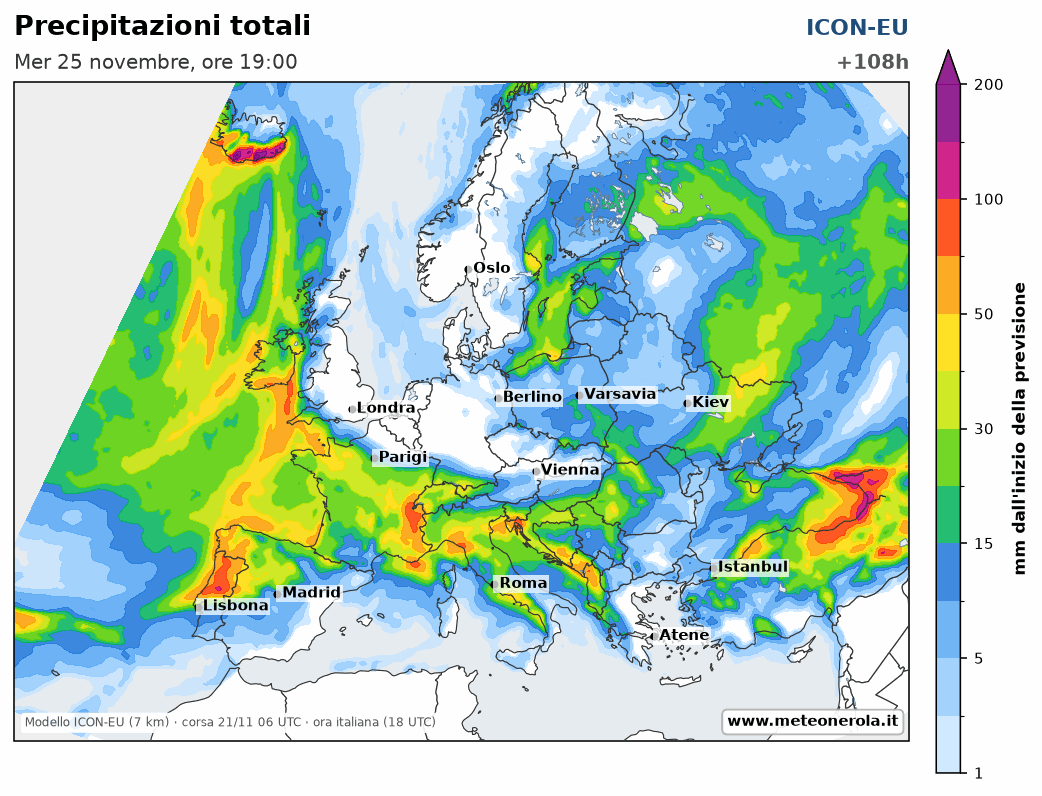 Precipitazioni totali
ICON-EU
Mer 25 novembre, ore 19:00
+108h
200
100
50
30
15
5
1
mm dall'inizio della previsione
Oslo
Londra
Berlino
Varsavia
Kiev
Parigi
Vienna
Istanbul
Roma
Madrid
Lisbona
Atene
Modello ICON-EU (7 km) · corsa 21/11 06 UTC · ora italiana (18 UTC)
www.meteonerola.it